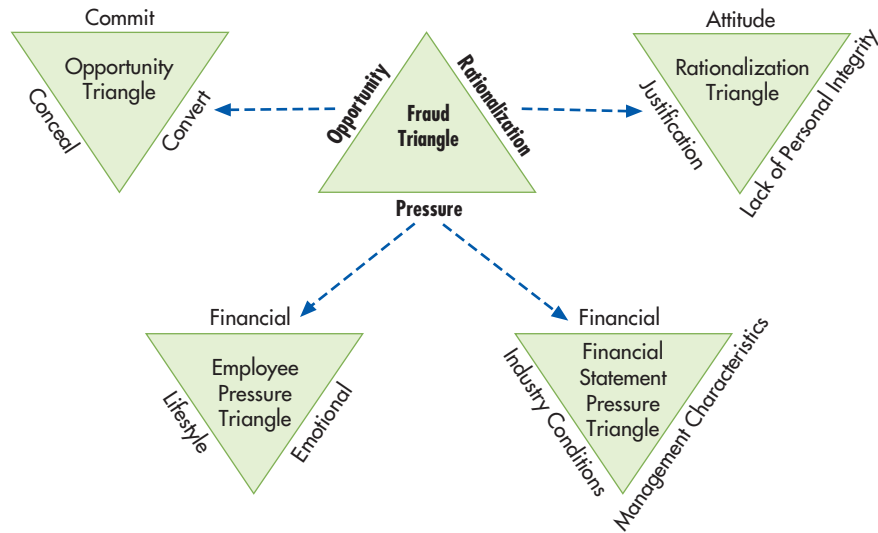 Commit
Opportunity
Triangle
Conceal
Convert
Opportunity
Rationalization
Fraud
Triangle
Pressure
Attitude
Rationalization
Triangle
Justification
Lack of Personal Integrity
Financial
Employee
Pressure
Triangle
Lifestyle
Emotional
Financial
Financial
Statement
Pressure
Triangle
Industry Conditions
Management Characteristics